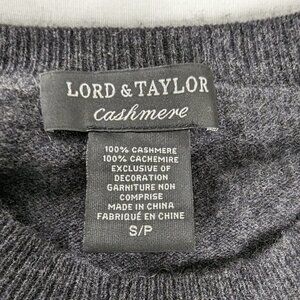 LORD & TAYLOR
cashmere
100% CASHMERE
100% CACHEMIRE
EXCLUSIVE OF
DECORATION
GARNITURE NON
COMPRISE
MADE IN CHINA
FABRIQUÉ EN CHINE
S/P